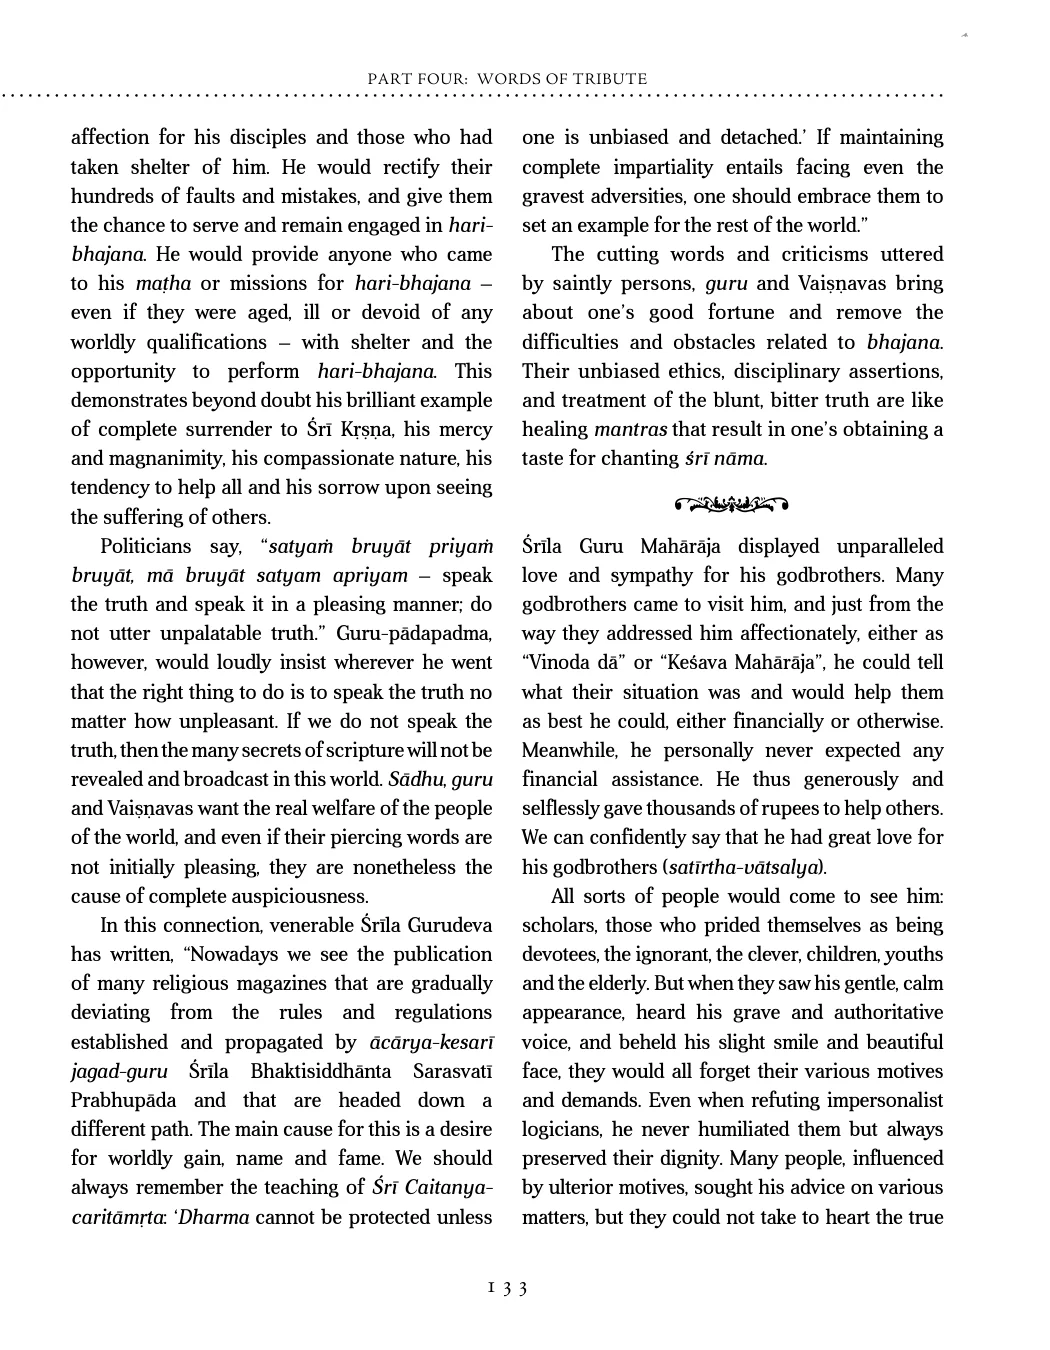 PART FOUR: WORDS OF TRIBUTE
affection for his disciples and those who had
taken shelter of him. He would rectify their
hundreds of faults and mistakes, and give them
the chance to serve and remain engaged in hari-
bhajana. He would provide anyone who came
to his maṭha or missions for hari-bhajana –
even if they were aged, ill or devoid of any
worldly qualifications – with shelter and the
opportunity to perform hari-bhajana. This
demonstrates beyond doubt his brilliant example
of complete surrender to Śrī Kṛṣṇa, his mercy
and magnanimity, his compassionate nature, his
tendency to help all and his sorrow upon seeing
the suffering of others.
Politicians say, “satyaṁ bruyāt priyaṁ
bruyāt, mā bruyāt satyam apriyam – speak
the truth and speak it in a pleasing manner; do
not utter unpalatable truth.” Guru-pādapadma,
however, would loudly insist wherever he went
that the right thing to do is to speak the truth no
matter how unpleasant. If we do not speak the
truth, then the many secrets of scripture will not be
revealed and broadcast in this world. Sādhu, guru
and Vaiṣṇavas want the real welfare of the people
of the world, and even if their piercing words are
not initially pleasing, they are nonetheless the
cause of complete auspiciousness.
In this connection, venerable Śrīla Gurudeva
has written, “Nowadays we see the publication
of many religious magazines that are gradually
deviating from the rules and regulations
established and propagated by ācārya-kesarī
jagad-guru Śrīla Bhaktisiddhānta Sarasvatī
Prabhupāda and that are headed down a
different path. The main cause for this is a desire
for worldly gain, name and fame. We should
always remember the teaching of Śrī Caitanya-
caritāmṛta: ‘Dharma cannot be protected unless
one is unbiased and detached.’ If maintaining
complete impartiality entails facing even the
gravest adversities, one should embrace them to
set an example for the rest of the world.”
The cutting words and criticisms uttered
by saintly persons, guru and Vaiṣṇavas bring
about one’s good fortune and remove the
difficulties and obstacles related to bhajana.
Their unbiased ethics, disciplinary assertions,
and treatment of the blunt, bitter truth are like
healing mantras that result in one’s obtaining a
taste for chanting śrī nāma.
Śrīla Guru Mahārāja displayed unparalleled
love and sympathy for his godbrothers. Many
godbrothers came to visit him, and just from the
way they addressed him affectionately, either as
“Vinoda dā” or “Keśava Mahārāja”, he could tell
what their situation was and would help them
as best he could, either financially or otherwise.
Meanwhile, he personally never expected any
financial assistance. He thus generously and
selflessly gave thousands of rupees to help others.
We can confidently say that he had great love for
his godbrothers (satīrtha-vātsalya).
All sorts of people would come to see him:
scholars, those who prided themselves as being
devotees, the ignorant, the clever, children, youths
and the elderly. But when they saw his gentle, calm
appearance, heard his grave and authoritative
voice, and beheld his slight smile and beautiful
face, they would all forget their various motives
and demands. Even when refuting impersonalist
logicians, he never humiliated them but always
preserved their dignity. Many people, influenced
by ulterior motives, sought his advice on various
matters, but they could not take to heart the true
133